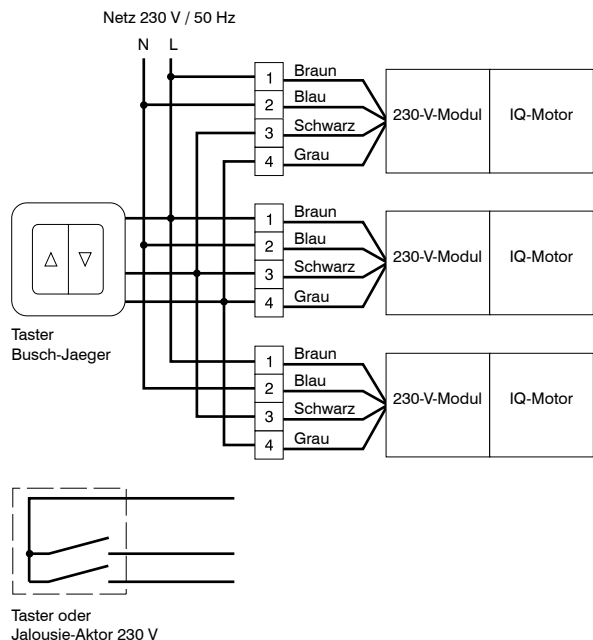 Netz 230 V / 50 Hz
N L
1 Braun
2 Blau
3 Schwarz
4 Grau
230-V-Modul IQ-Motor
1 Braun
2 Blau
3 Schwarz
4 Grau
230-V-Modul IQ-Motor
Taster
Busch-Jaeger
1 Braun
2 Blau
3 Schwarz
4 Grau
230-V-Modul IQ-Motor
Taster oder
Jalousie-Aktor 230 V